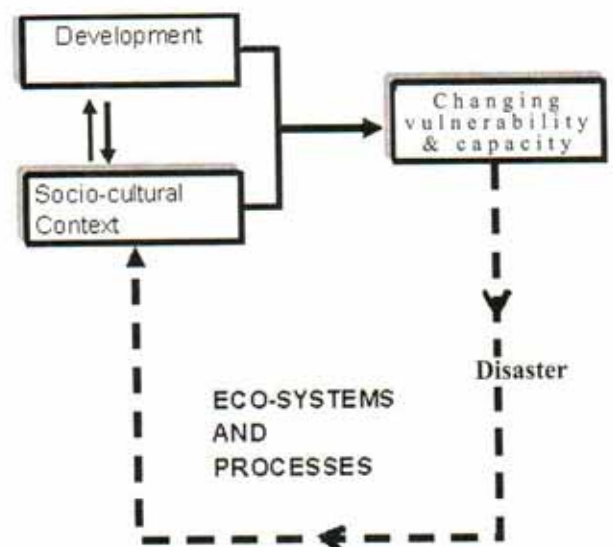 Development
Changing
vulnerability
& capacity
Socio-cultural
Context
Disaster
ECO-SYSTEMS
AND
PROCESSES